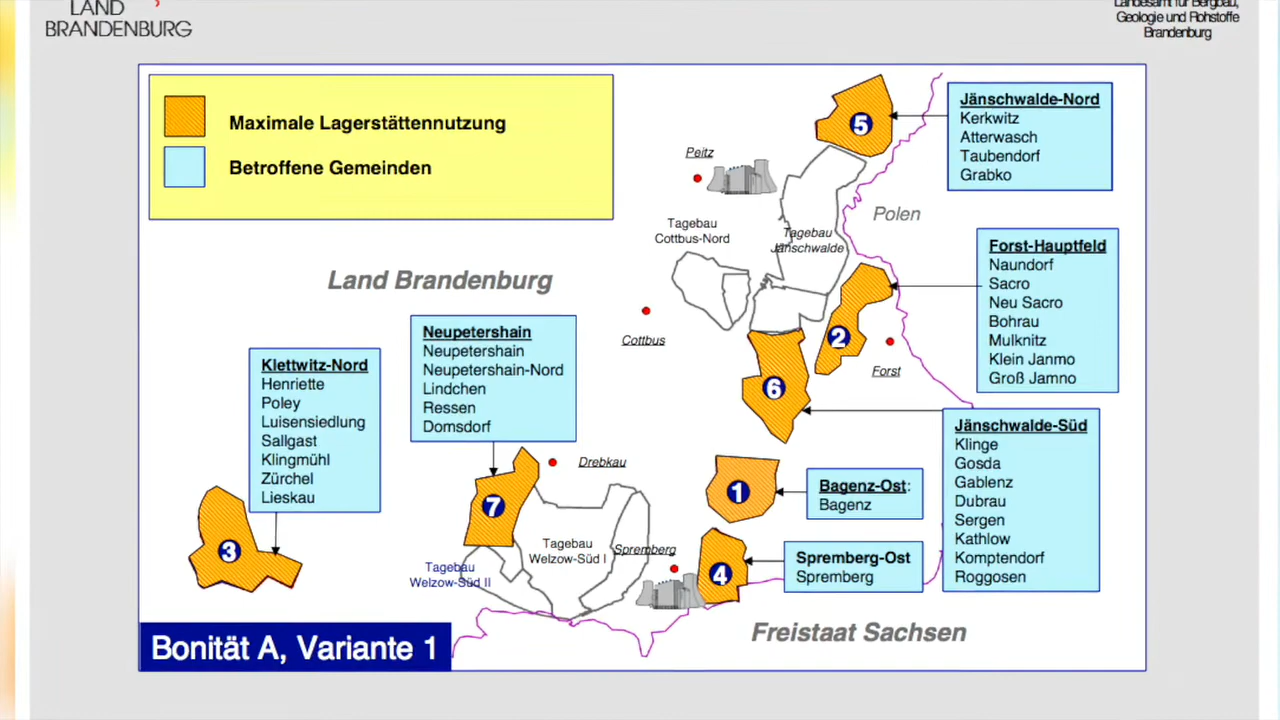 LAND
BRANDENBURG
Landesamt für Bergbau,
Geologie und Rohstoffe
Brandenburg
Maximale Lagerstättennutzung
Betroffene Gemeinden
Jänschwalde-Nord
Kerkwitz
Atterwasch
Taubendorf
Grabko
5
Peitz
Polen
Tagebau
Cottbus-Nord
Tagebau
Jänschwalde
Forst-Hauptfeld
Naundorf
Sacro
Neu Sacro
Bohrau
Mulknitz
Klein Janmo
Groß Jamno
Land Brandenburg
Cottbus
2
Forst
6
Neupetershain
Neupetershain
Neupetershain-Nord
Lindchen
Ressen
Domsdorf
Klettwitz-Nord
Henriette
Poley
Luisensiedlung
Sallgast
Klingmühl
Zürchel
Lieskau
Jänschwalde-Süd
Klinge
Gosda
Gablenz
Dubrau
Sergen
Kathlow
Komptendorf
Roggosen
Drebkau
1
Bagenz-Ost:
Bagenz
7
3
Tagebau
Welzow-Süd I
Spremberg
Tagebau
Welzow-Süd II
4
Spremberg-Ost
Spremberg
Freistaat Sachsen
Bonität A, Variante 1